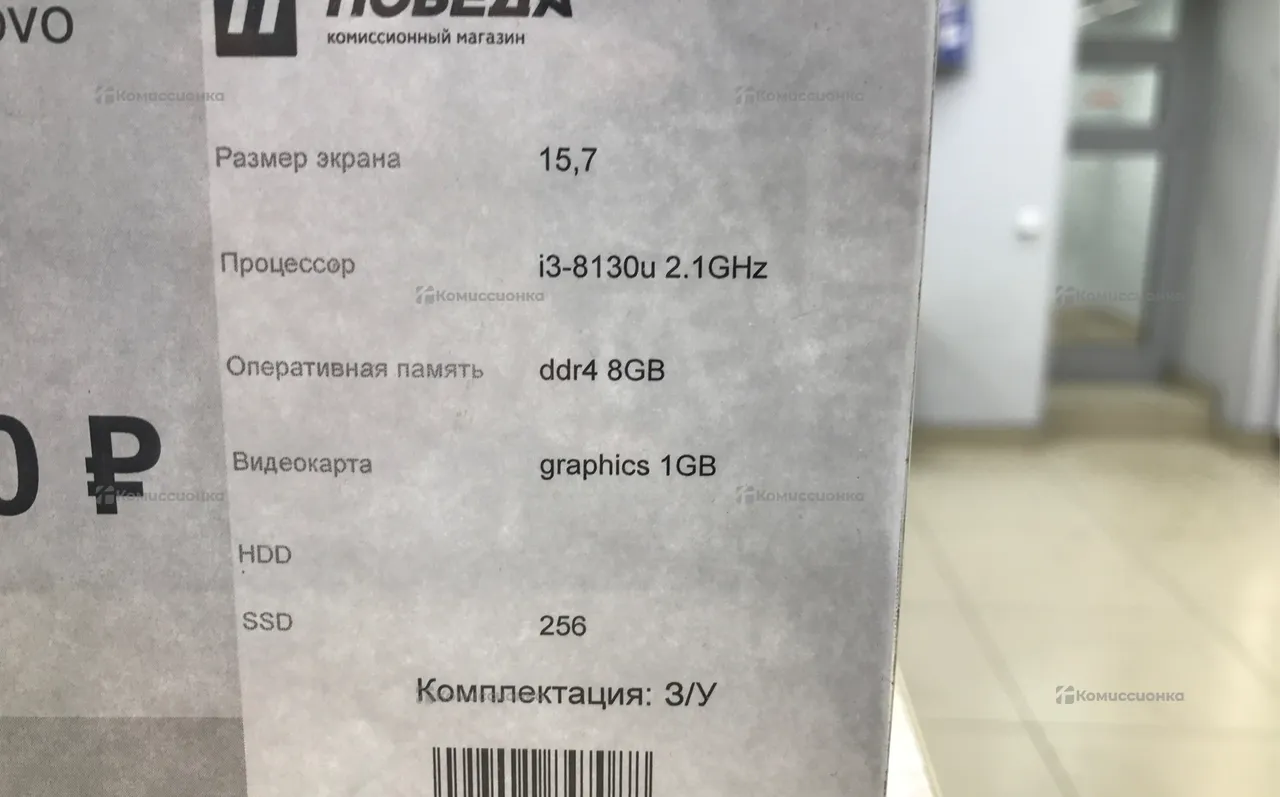 ПОБЕДА
комиссионный магазин
Размер экрана 15,7
Процессор i3-8130u 2.1GHz
Оперативная память ddr4 8GB
Видеокарта graphics 1GB
HDD
SSD 256
Комплектация: З/У
0 ₽
Комиссионка
Комиссионка
Комиссионка
Комиссионка
Комиссионка
Комиссионка
Комиссионка